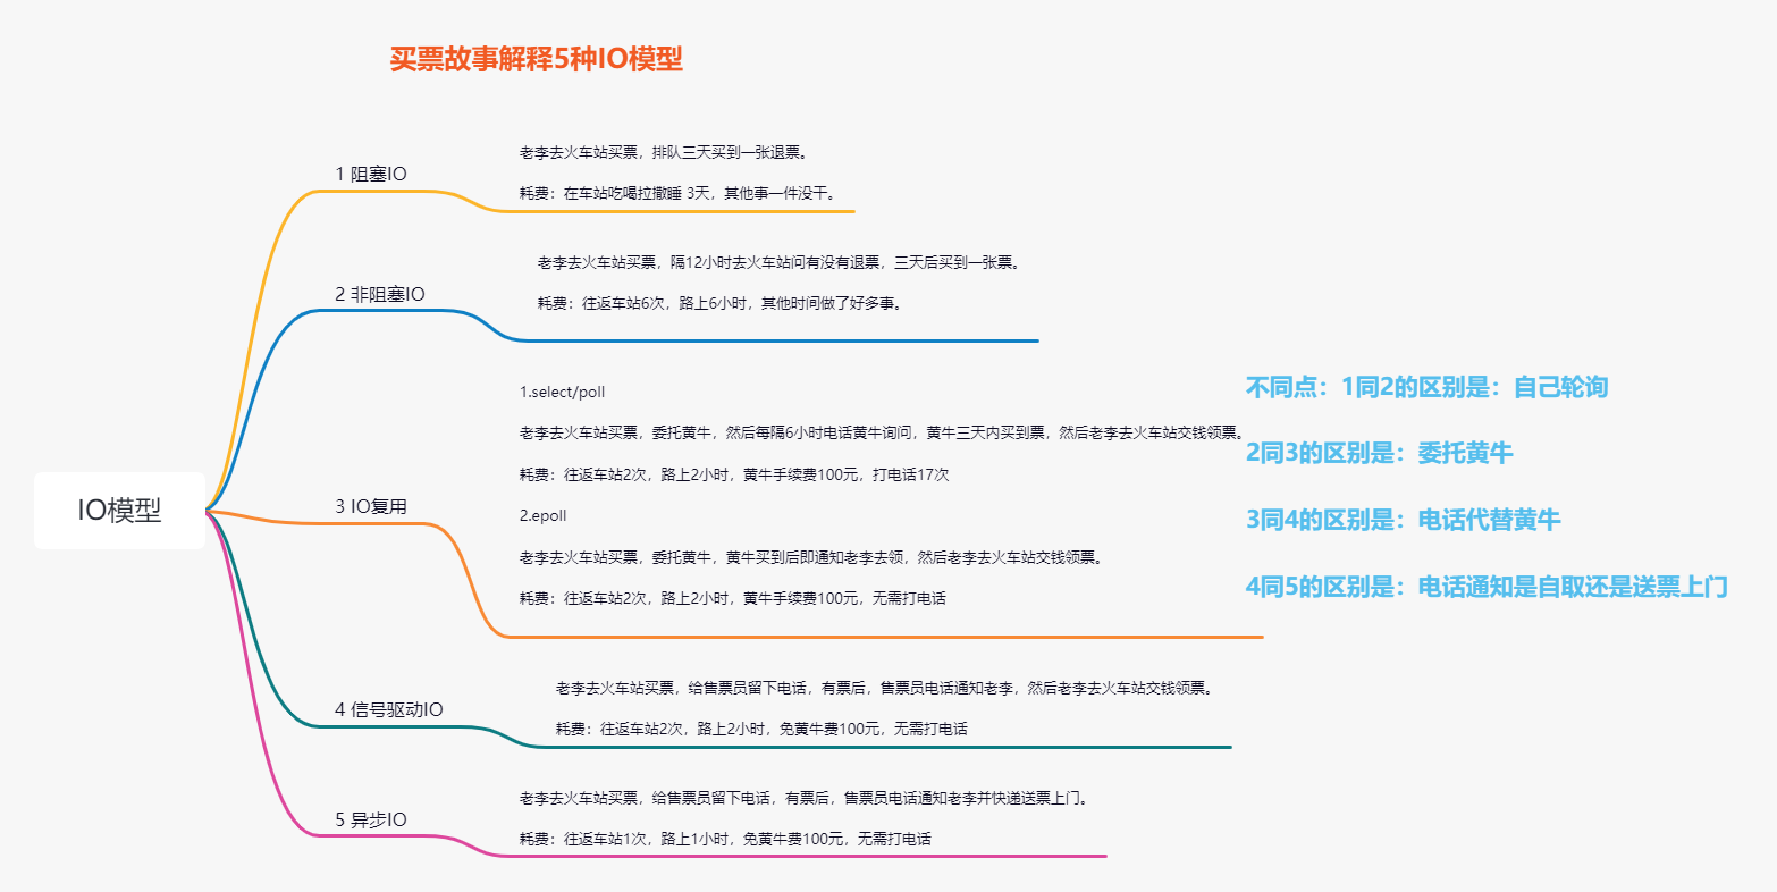 买票故事解释5种IO模型
IO模型
1 阻塞IO
老李去火车站买票，排队三天买到一张退票。
耗费：在车站吃喝拉撒睡 3天，其他事一件没干。
2 非阻塞IO
老李去火车站买票，隔12小时去火车站问有没有退票，三天后买到一张票。
耗费：往返车站6次，路上6小时，其他时间做了好多事。
3 IO复用
1.select/poll
老李去火车站买票，委托黄牛，然后每隔6小时电话黄牛询问，黄牛三天内买到票，然后老李去火车站交钱领票。
耗费：往返车站2次，路上2小时，黄牛手续费100元，打电话17次
2.epoll
老李去火车站买票，委托黄牛，黄牛买到后即通知老李去领，然后老李去火车站交钱领票。
耗费：往返车站2次，路上2小时，黄牛手续费100元，无需打电话
4 信号驱动IO
老李去火车站买票，给售票员留下电话，有票后，售票员电话通知老李，然后老李去火车站交钱领票。
耗费：往返车站2次，路上2小时，免黄牛费100元，无需打电话
5 异步IO
老李去火车站买票，给售票员留下电话，有票后，售票员电话通知老李并快递送票上门。
耗费：往返车站1次，路上1小时，免黄牛费100元，无需打电话
不同点：1同2的区别是：自己轮询
2同3的区别是：委托黄牛
3同4的区别是：电话代替黄牛
4同5的区别是：电话通知是自取还是送票上门